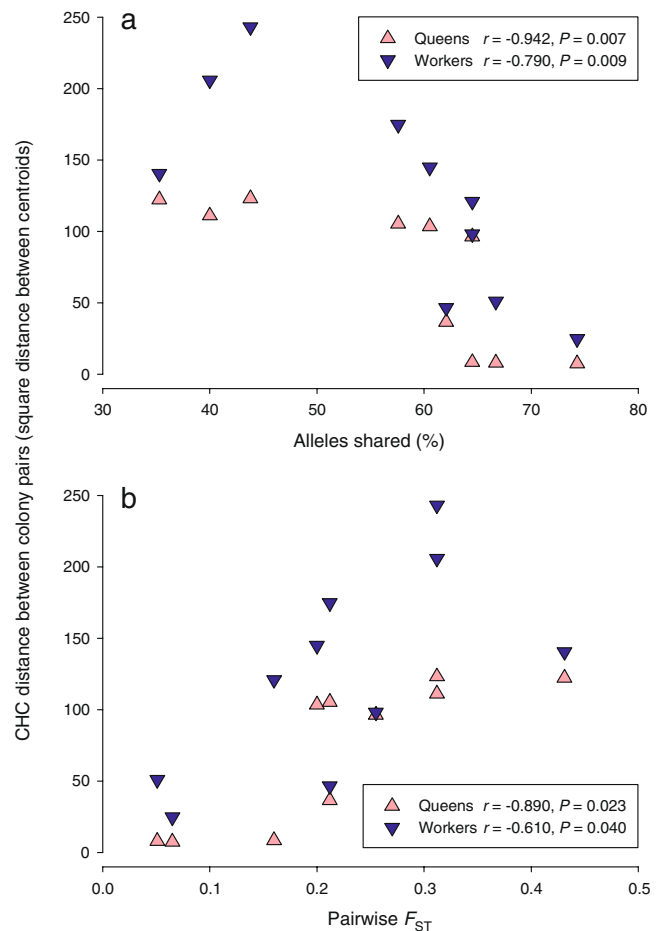 a
Queens r = -0.942, P = 0.007
Workers r = -0.790, P = 0.009
250
200
150
100
50
0
30 40 50 60 70 80
Alleles shared (%)
CHC distance between colony pairs (square distance between centroids)
b
250
200
150
100
50
0
Queens r = -0.890, P = 0.023
Workers r = -0.610, P = 0.040
0.0 0.1 0.2 0.3 0.4 0.5
Pairwise FST